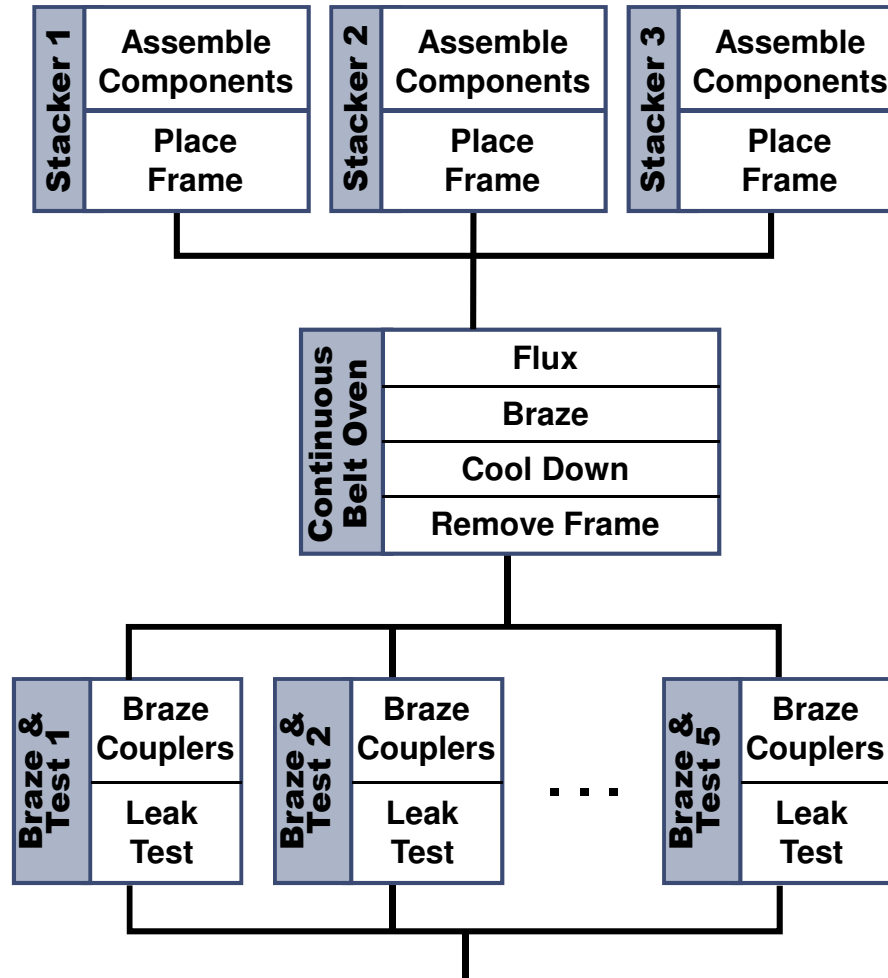 Stacker 1
Assemble
Components
Place
Frame
Stacker 2
Assemble
Components
Place
Frame
Stacker 3
Assemble
Components
Place
Frame
Continuous
Belt Oven
Flux
Braze
Cool Down
Remove Frame
Braze &
Test 1
Braze
Couplers
Leak
Test
Braze &
Test 2
Braze
Couplers
Leak
Test
. . .
Braze &
Test 5
Braze
Couplers
Leak
Test